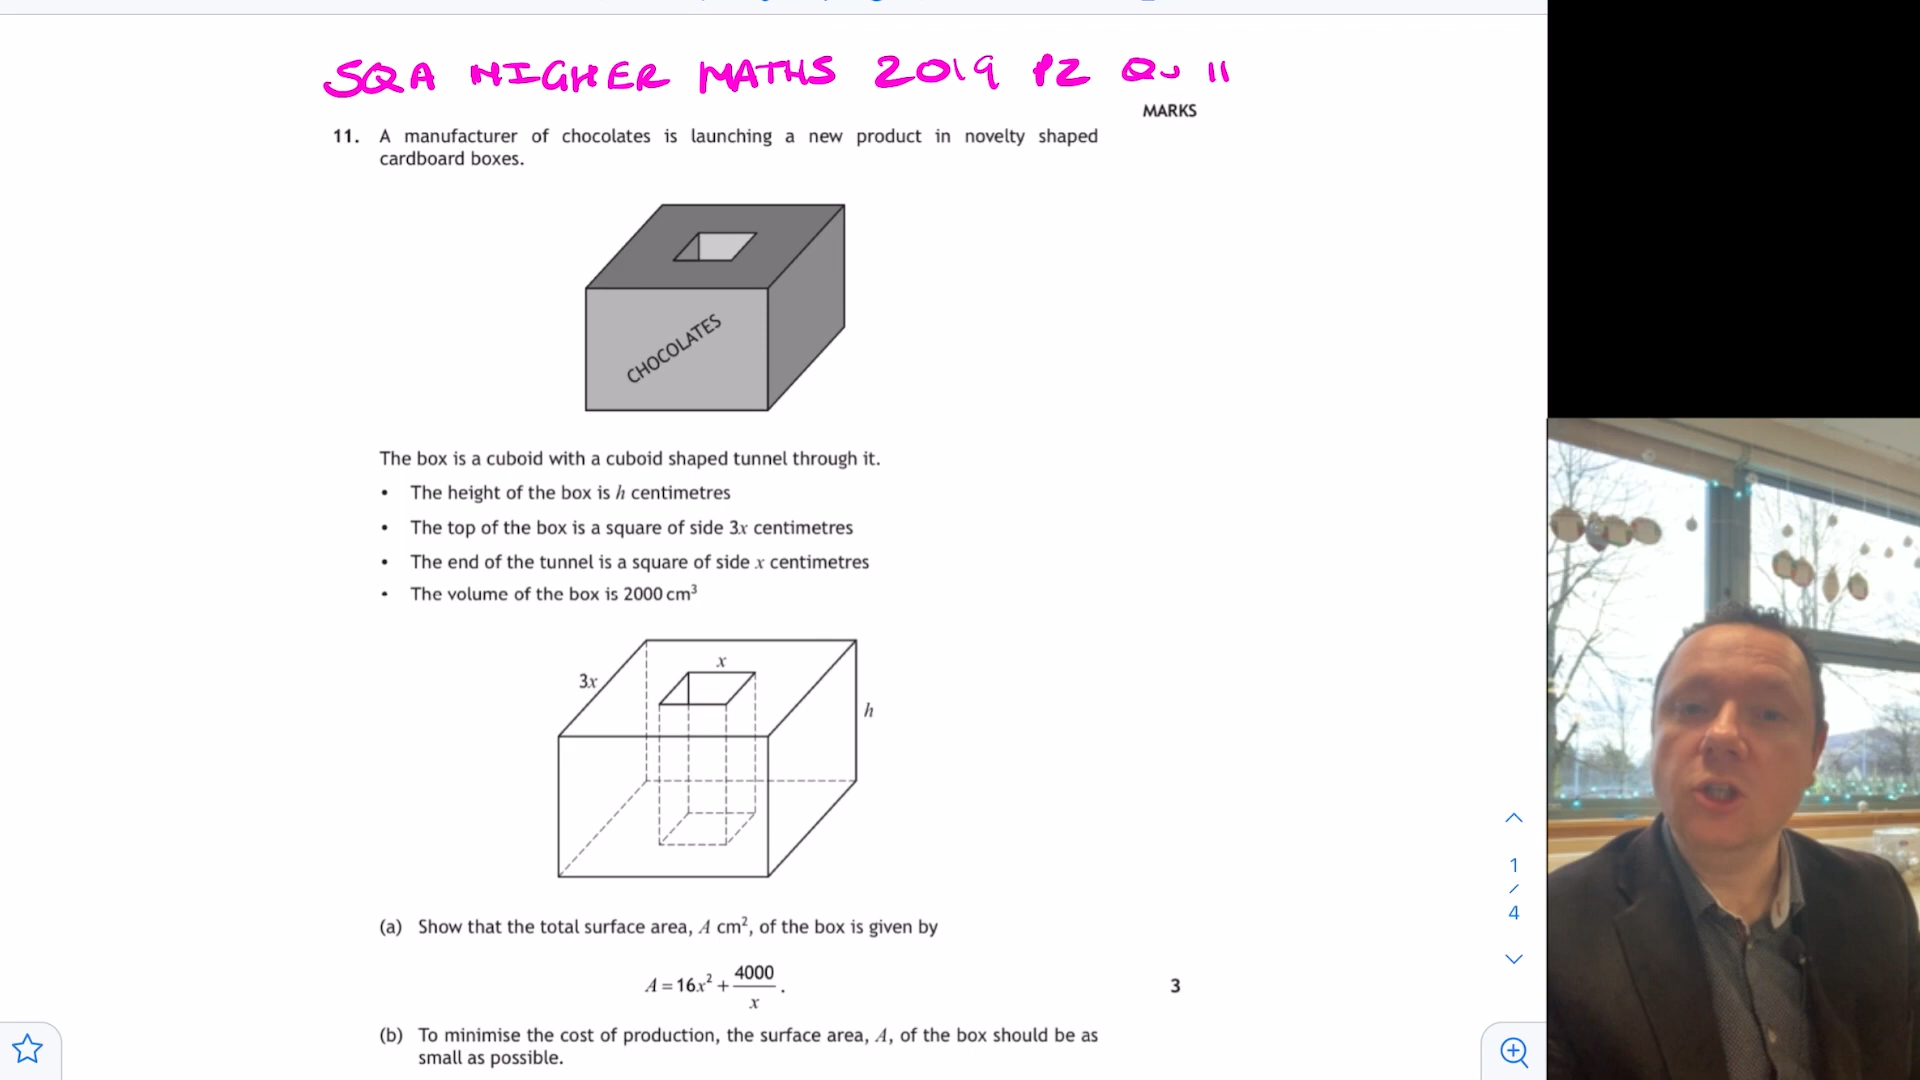 SQA HIGHER MATHS 2019 P2 QU 11
MARKS
11. A manufacturer of chocolates is launching a new product in novelty shaped
cardboard boxes.
CHOCOLATES
The box is a cuboid with a cuboid shaped tunnel through it.
• The height of the box is h centimetres
• The top of the box is a square of side 3x centimetres
• The end of the tunnel is a square of side x centimetres
• The volume of the box is 2000 cm³
x
3x
h
(a) Show that the total surface area, A cm², of the box is given by
A = 16x² + 4000/x .
3
(b) To minimise the cost of production, the surface area, A, of the box should be as
small as possible.
1
/
4